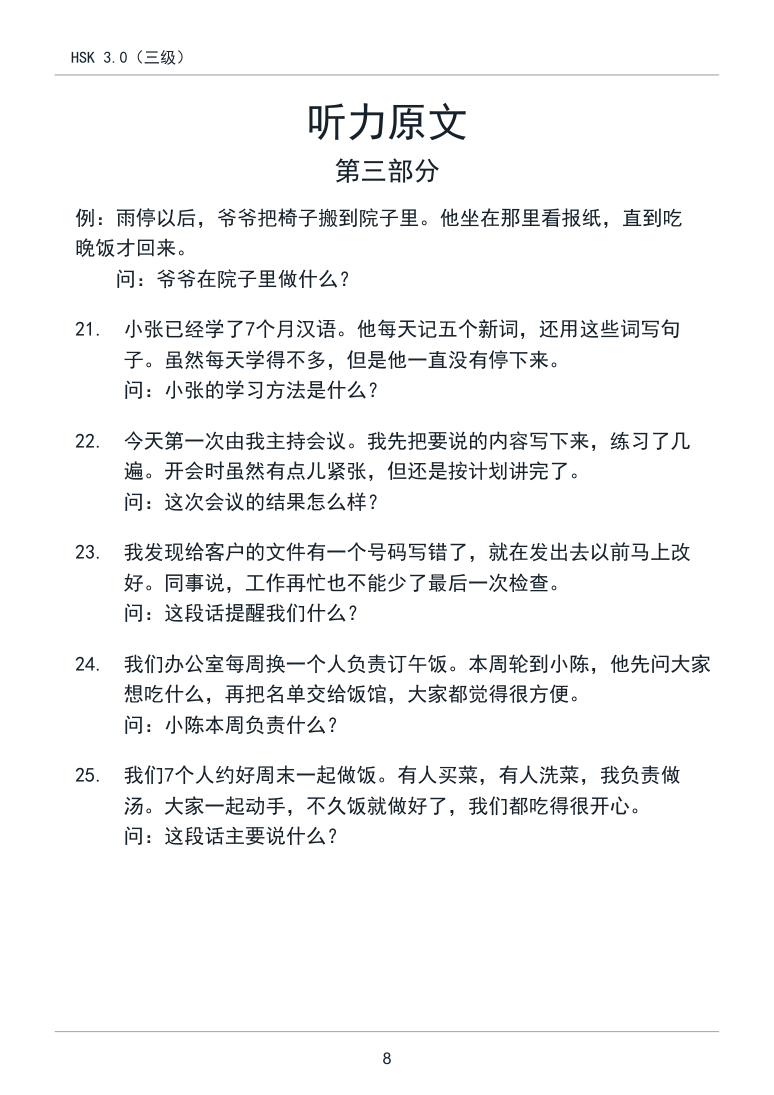 HSK 3.0（三级）
听力原文
第三部分
例：雨停以后，爷爷把椅子搬到院子里。他坐在那里看报纸，直到吃
晚饭才回来。
问：爷爷在院子里做什么？
21. 小张已经学了7个月汉语。他每天记五个新词，还用这些词写句
子。虽然每天学得不多，但是他一直没有停下来。
问：小张的学习方法是什么？
22. 今天第一次由我主持会议。我先把要说的内容写下来，练习了几
遍。开会时虽然有点儿紧张，但还是按计划讲完了。
问：这次会议的结果怎么样？
23. 我发现给客户的文件有一个号码写错了，就在发出去以前马上改
好。同事说，工作再忙也不能少了最后一次检查。
问：这段话提醒我们什么？
24. 我们办公室每周换一个人负责订午饭。本周轮到小陈，他先问大家
想吃什么，再把名单交给饭馆，大家都觉得很方便。
问：小陈本周负责什么？
25. 我们7个人约好周末一起做饭。有人买菜，有人洗菜，我负责做
汤。大家一起动手，不久饭就做好了，我们都吃得很开心。
问：这段话主要说什么？
8